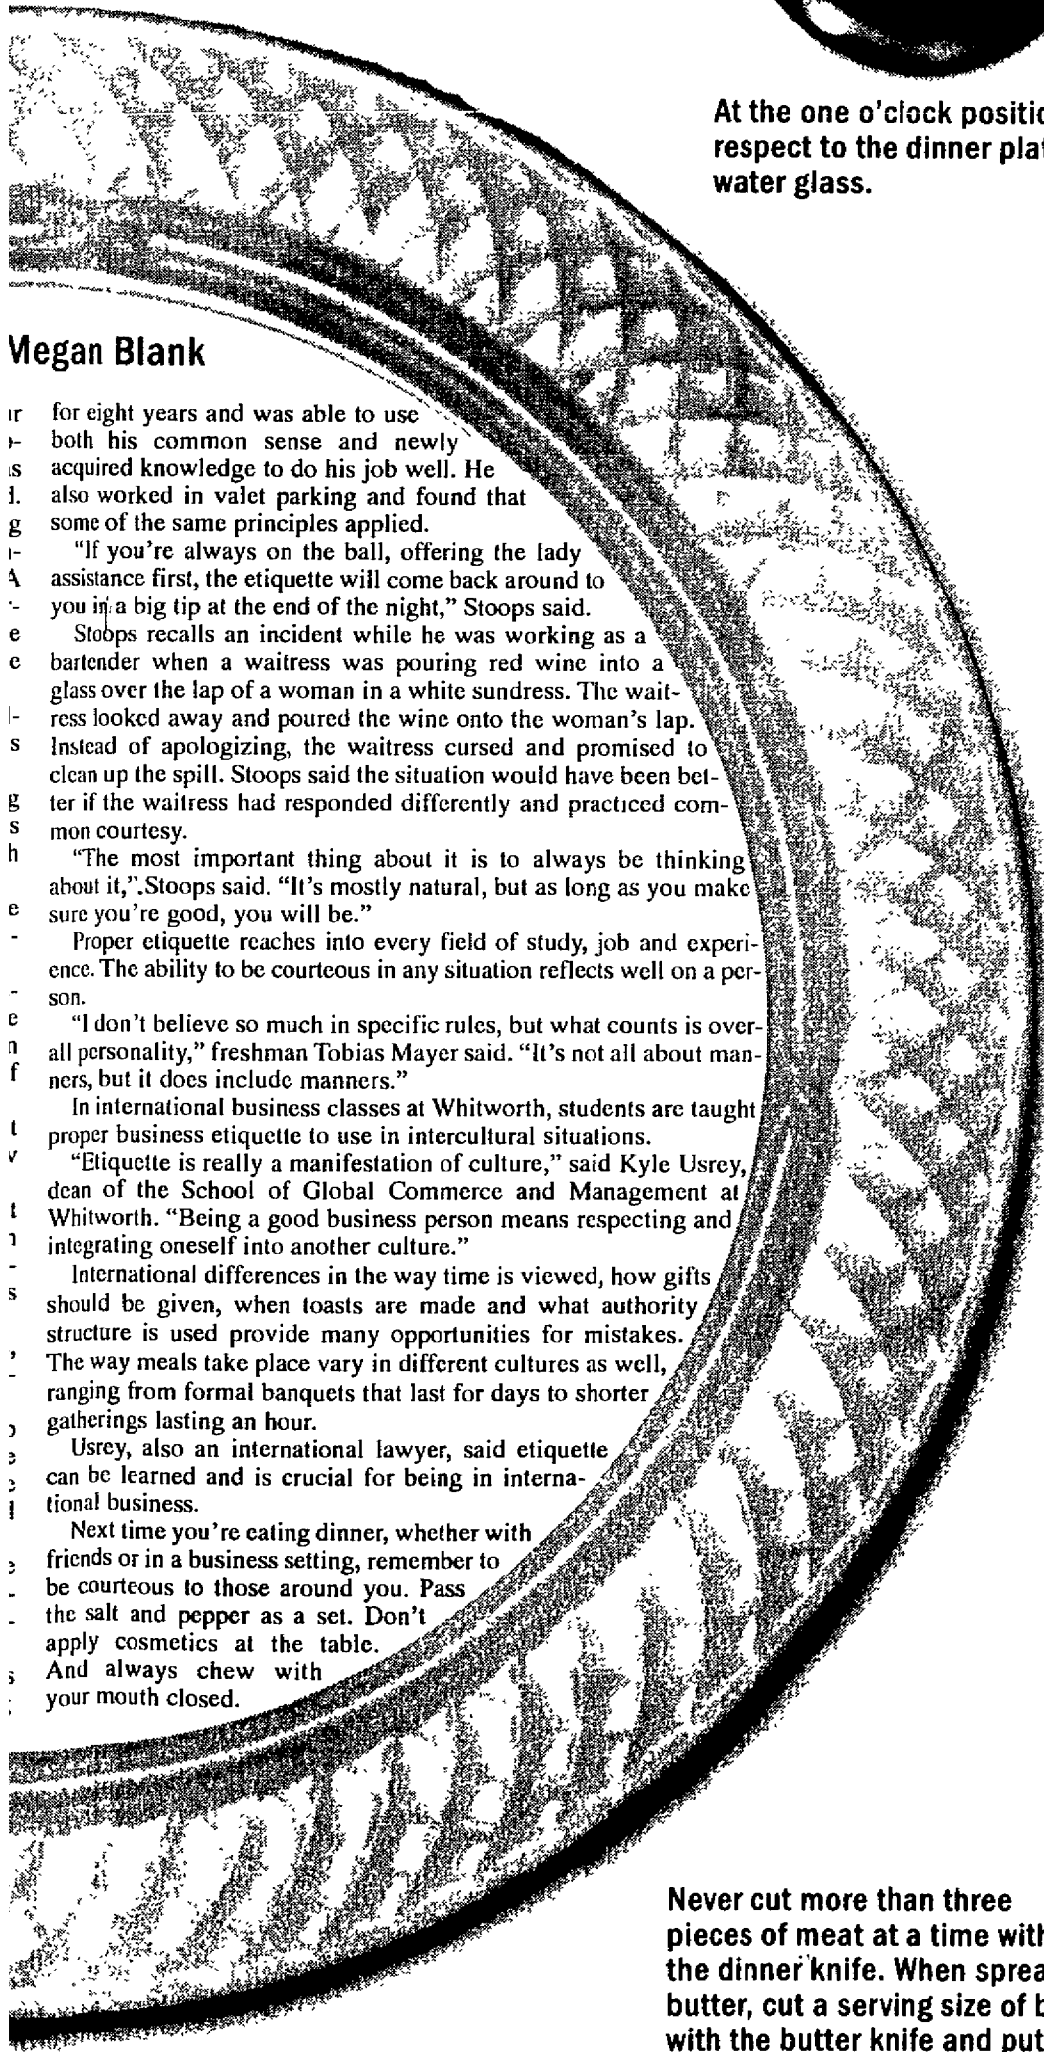 At the one o'clock
respect to the dinner
water glass.
Megan Blank
for eight years and was able to use
both his common sense and newly
acquired knowledge to do his job well. He
also worked in valet parking and found that
some of the same principles applied.
"If you're always on the ball, offering the lady
assistance first, the etiquette will come back around to
you in a big tip at the end of the night," Stoops said.
Stoops recalls an incident while he was working as a
bartender when a waitress was pouring red wine into a
glass over the lap of a woman in a white sundress. The wait-
ress looked away and poured the wine onto the woman's lap.
Instead of apologizing, the waitress cursed and promised to
clean up the spill. Stoops said the situation would have been bet-
ter if the waitress had responded differently and practiced com-
mon courtesy.
"The most important thing about it is to always be thinking
about it," Stoops said. "It's mostly natural, but as long as you make
sure you're good, you will be."
Proper etiquette reaches into every field of study, job and experi-
ence. The ability to be courteous in any situation reflects well on a per-
son.
"I don't believe so much in specific rules, but what counts is over-
all personality," freshman Tobias Mayer said. "It's not all about man-
ners, but it does include manners."
In international business classes at Whitworth, students are taught
proper business etiquette to use in intercultural situations.
"Etiquette is really a manifestation of culture," said Kyle Usrey,
dean of the School of Global Commerce and Management at
Whitworth. "Being a good business person means respecting and
integrating oneself into another culture."
International differences in the way time is viewed, how gifts
should be given, when toasts are made and what authority
structure is used provide many opportunities for mistakes.
The way meals take place vary in different cultures as well,
ranging from formal banquets that last for days to shorter
gatherings lasting an hour.
Usrey, also an international lawyer, said etiquette
can be learned and is crucial for being in interna-
tional business.
Next time you're eating dinner, whether with
friends or in a business setting, remember to
be courteous to those around you. Pass
the salt and pepper as a set. Don't
apply cosmetics at the table.
And always chew with
your mouth closed.
Never cut more than three
pieces of meat at a time
the dinner knife. When
butter, cut a serving size of
with the butter knife and put